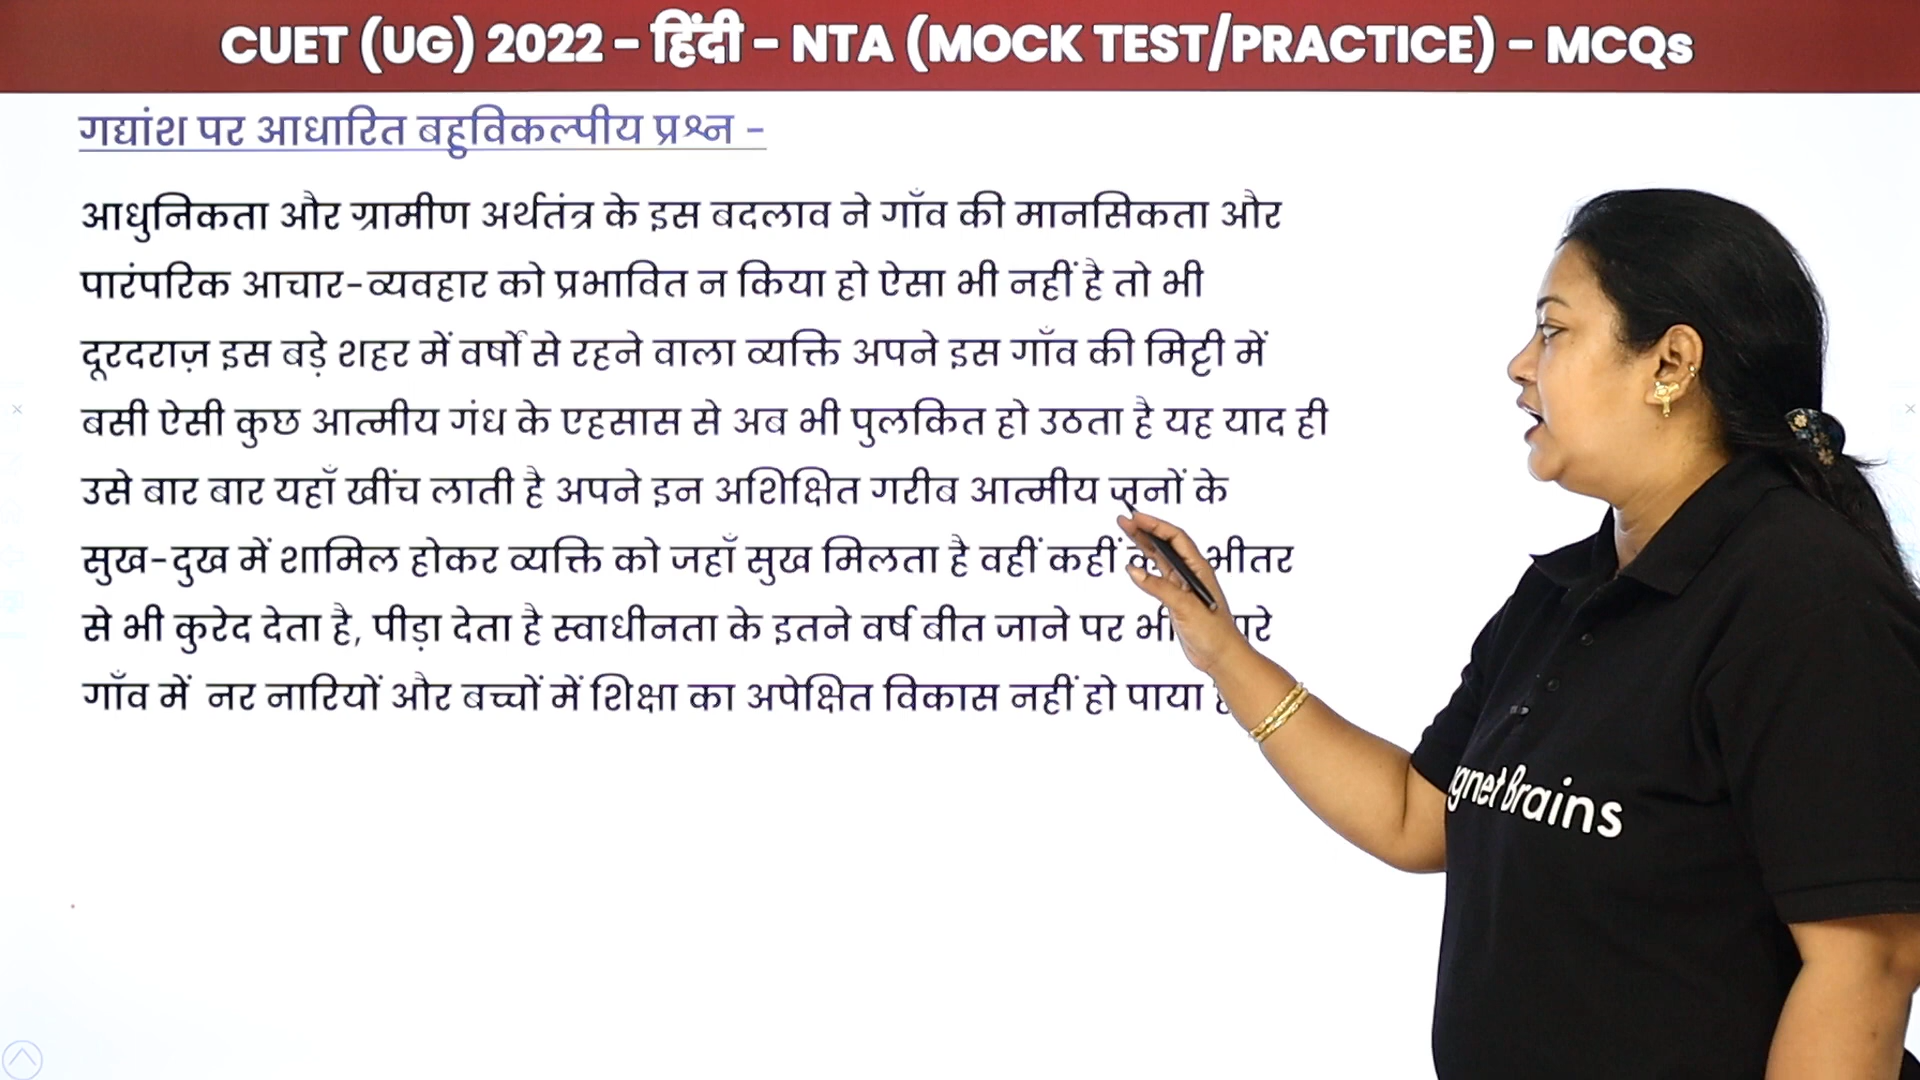 CUET (UG) 2022 - हिंदी - NTA (MOCK TEST/PRACTICE) - MCQs
गद्यांश पर आधारित बहुविकल्पीय प्रश्न -
आधुनिकता और ग्रामीण अर्थतंत्र के इस बदलाव ने गाँव की मानसिकता और
पारंपरिक आचार-व्यवहार को प्रभावित न किया हो ऐसा भी नहीं है तो भी
दूरदराज़ इस बड़े शहर में वर्षों से रहने वाला व्यक्ति अपने इस गाँव की मिट्टी में
बसी ऐसी कुछ आत्मीय गंध के एहसास से अब भी पुलकित हो उठता है यह याद ही
उसे बार बार यहाँ खींच लाती है अपने इन अशिक्षित गरीब आत्मीय जनों के
सुख-दुख में शामिल होकर व्यक्ति को जहाँ सुख मिलता है वहीं कहीं भीतर
से भी कुरेद देता है, पीड़ा देता है स्वाधीनता के इतने वर्ष बीत जाने पर भी
गाँव में नर नारियों और बच्चों में शिक्षा का अपेक्षित विकास नहीं हो पाया
Brains